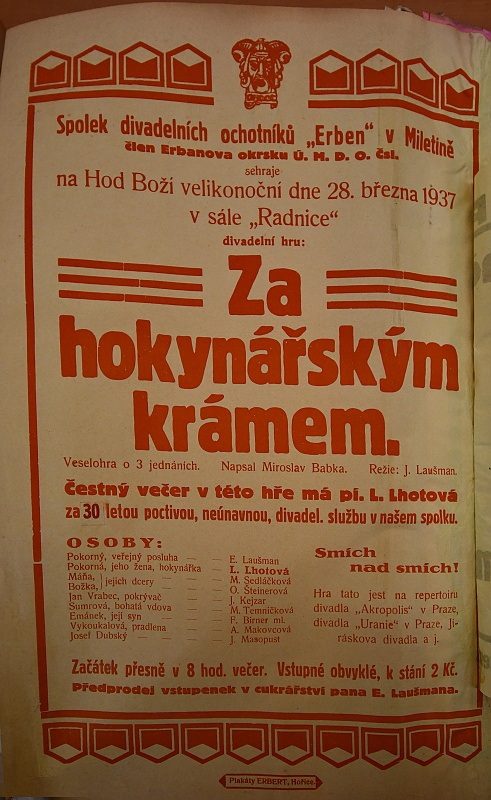 Spolek divadelních ochotníků „Erben“ v Miletíně
člen Erbanova okrsku Ú. M. D. O. Čsl.
sehraje
na Hod Boží velikonoční dne 28. března 1937
v sále „Radnice“
divadelní hru:
Za
hokynářským
krámem.
Veselohra o 3 jednáních. Napsal Miroslav Babka. Režie: J. Laušman.
Čestný večer v této hře má pí. L. Lhotová
za 30 letou poctivou, neúnavnou, divadel. službu v našem spolku.
OSOBY:
Pokorný, veřejný posluha — — E. Laušman
Pokorná, jeho žena, hokynářka — L. Lhotová
Máňa, } jejich dcery — — M. Sedláčková
Božka, — — O. Šteinerová
Jan Vrabec, pokrývač — — J. Kejzar
Šumrová, bohatá vdova — — M. Temníčková
Emánek, její syn — — — F. Birner ml.
Vykoukalová, pradlena — — A. Makovcová
Josef Dubský — — — J. Masopust
Smích
nad smích!
Hra tato jest na repertoiru
divadla „Akropolis“ v Praze,
divadla „Uranie“ v Praze, Ji-
ráskova divadla a j.
Začátek přesně v 8 hod. večer. Vstupné obvyklé, k stání 2 Kč.
Předprodej vstupenek v cukrářství pana E. Laušmana.
Plakáty ERBERT, Hořice.